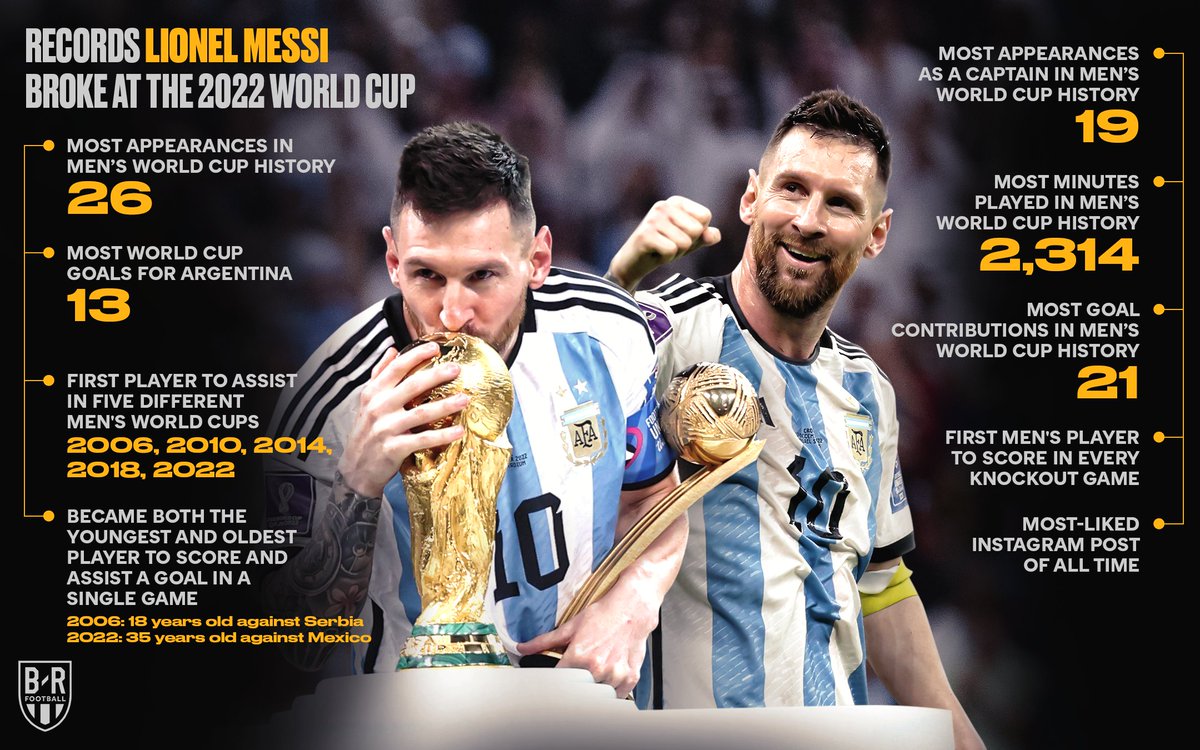 RECORDS LIONEL MESSI
BROKE AT THE 2022 WORLD CUP
MOST APPEARANCES IN
MEN'S WORLD CUP HISTORY
26
MOST WORLD CUP
GOALS FOR ARGENTINA
13
FIRST PLAYER TO ASSIST
IN FIVE DIFFERENT
MEN'S WORLD CUPS
2006, 2010, 2014,
2018, 2022
BECAME BOTH THE
YOUNGEST AND OLDEST
PLAYER TO SCORE AND
ASSIST A GOAL IN A
SINGLE GAME
2006: 18 years old against Serbia
2022: 35 years old against Mexico
B R
FOOTBALL
MOST APPEARANCES
AS A CAPTAIN IN MEN'S
WORLD CUP HISTORY
19
MOST MINUTES
PLAYED IN MEN'S
WORLD CUP HISTORY
2,314
MOST GOAL
CONTRIBUTIONS IN MEN'S
WORLD CUP HISTORY
21
FIRST MEN'S PLAYER
TO SCORE IN EVERY
KNOCKOUT GAME
MOST-LIKED
INSTAGRAM POST
OF ALL TIME
AFA
10
AFA
10